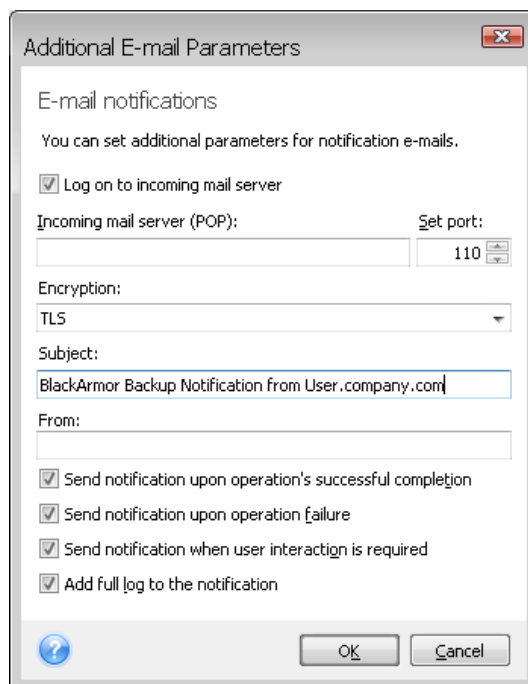 Additional E-mail Parameters
E-mail notifications
You can set additional parameters for notification e-mails.
Log on to incoming mail server
Incoming mail server (POP): Set port:
110
Encryption:
TLS
Subject:
BlackArmor Backup Notification from User.company.com
From:
Send notification upon operation's successful completion
Send notification upon operation failure
Send notification when user interaction is required
Add full log to the notification
? OK Cancel